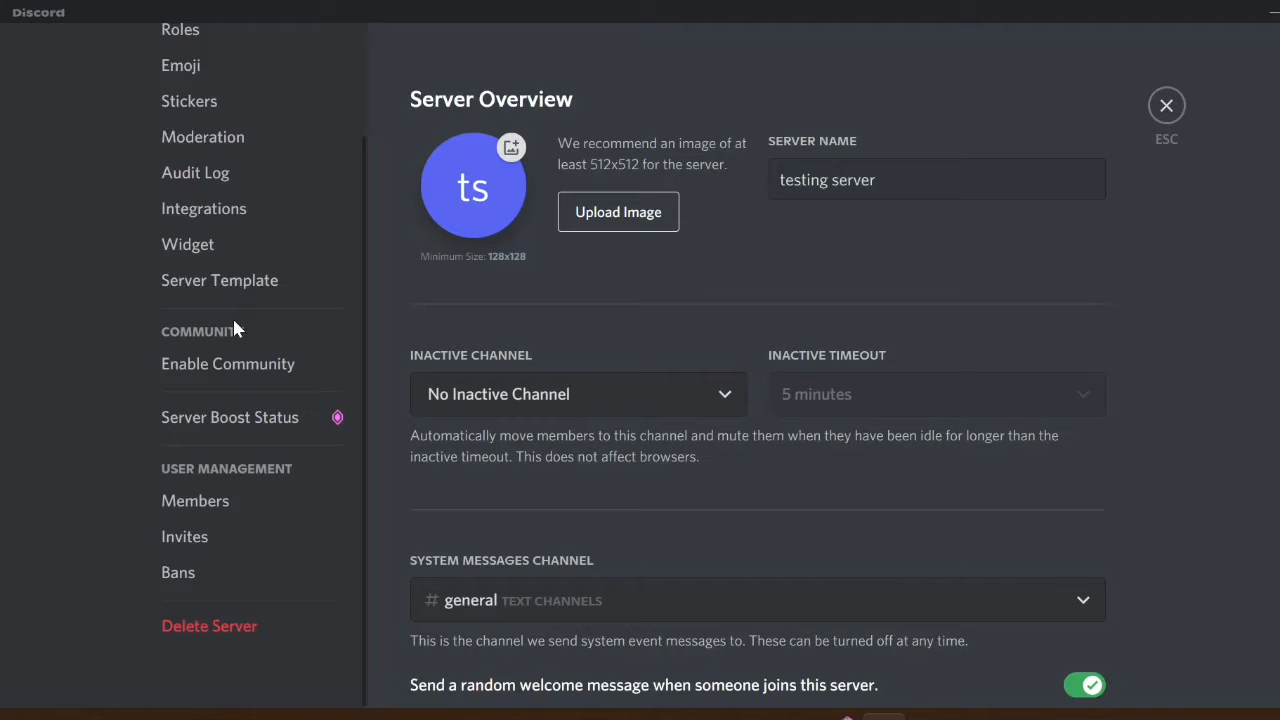 Discord
Roles
Emoji
Stickers
Moderation
Audit Log
Integrations
Widget
Server Template
COMMUNIT
Enable Community
Server Boost Status
USER MANAGEMENT
Members
Invites
Bans
Delete Server
Server Overview
ts
Minimum Size: 128x128
We recommend an image of at
least 512x512 for the server.
Upload Image
SERVER NAME
testing server
ESC
INACTIVE CHANNEL
No Inactive Channel
INACTIVE TIMEOUT
5 minutes
Automatically move members to this channel and mute them when they have been idle for longer than the
inactive timeout. This does not affect browsers.
SYSTEM MESSAGES CHANNEL
# general TEXT CHANNELS
This is the channel we send system event messages to. These can be turned off at any time.
Send a random welcome message when someone joins this server.